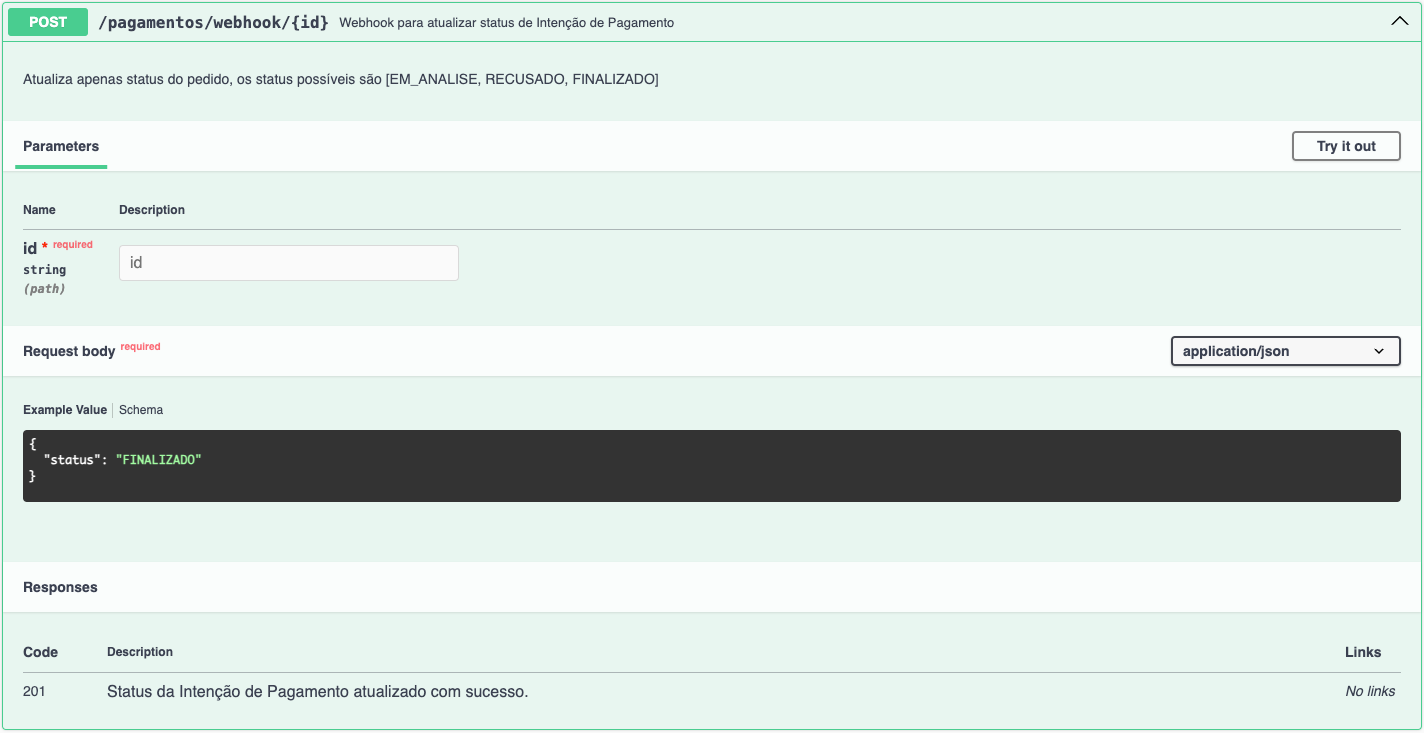 POST /pagamentos/webhook/{id} Webhook para atualizar status de Intenção de Pagamento
Atualiza apenas status do pedido, os status possíveis são [EM_ANALISE, RECUSADO, FINALIZADO]
Parameters Try it out
Name Description
id * required
string
(path)
id
Request body required application/json
Example Value Schema
{
"status": "FINALIZADO"
}
Responses
Code Description Links
201 Status da Intenção de Pagamento atualizado com sucesso. No links